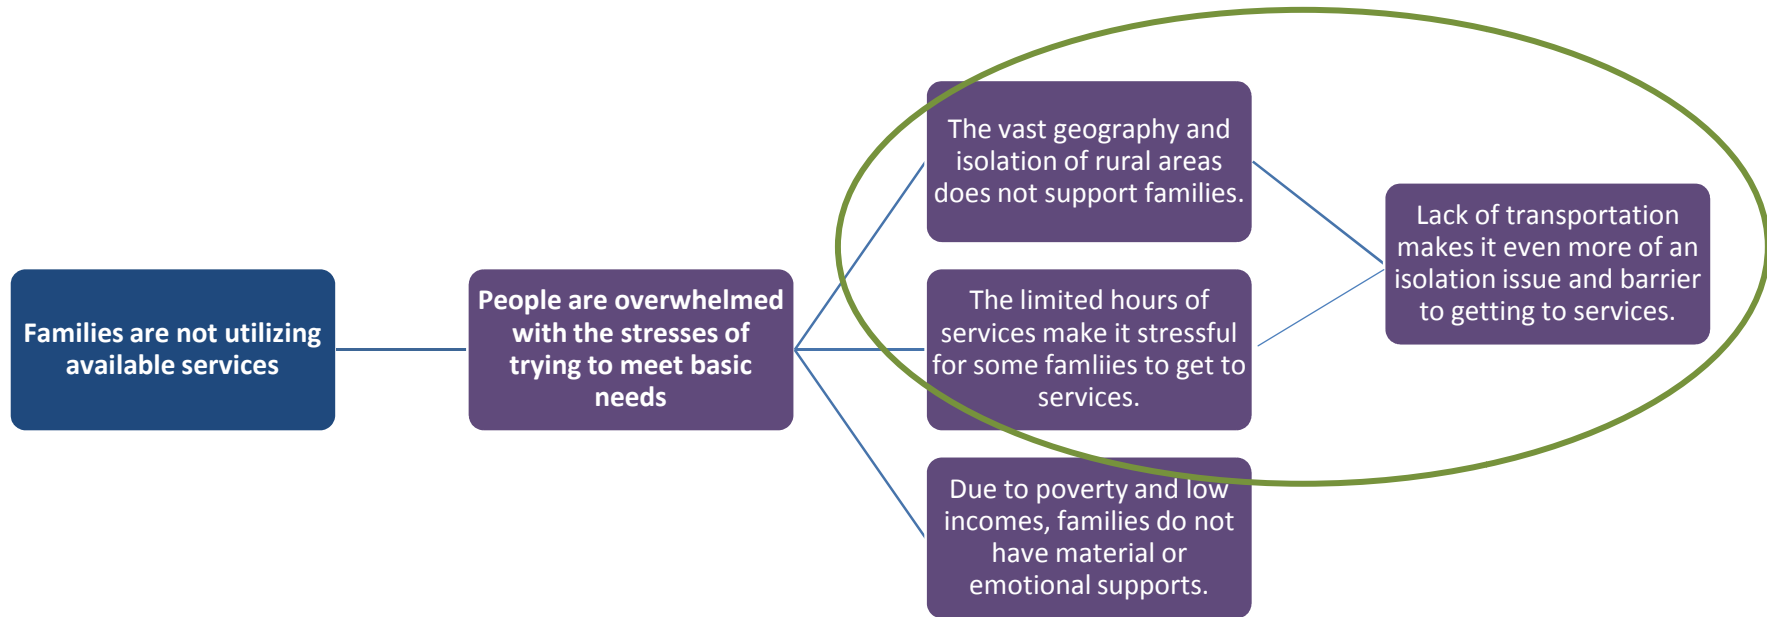 Families are not utilizing
available services
People are overwhelmed
with the stresses of
trying to meet basic
needs
The vast geography and
isolation of rural areas
does not support families.
The limited hours of
services make it stressful
for some famliies to get to
services.
Due to poverty and low
incomes, families do not
have material or
emotional supports.
Lack of transportation
makes it even more of an
isolation issue and barrier
to getting to services.